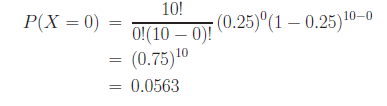 P(X = 0) = 10! / 0!(10 − 0)! (0.25)^0(1 − 0.25)^10−0
= (0.75)^10
= 0.0563